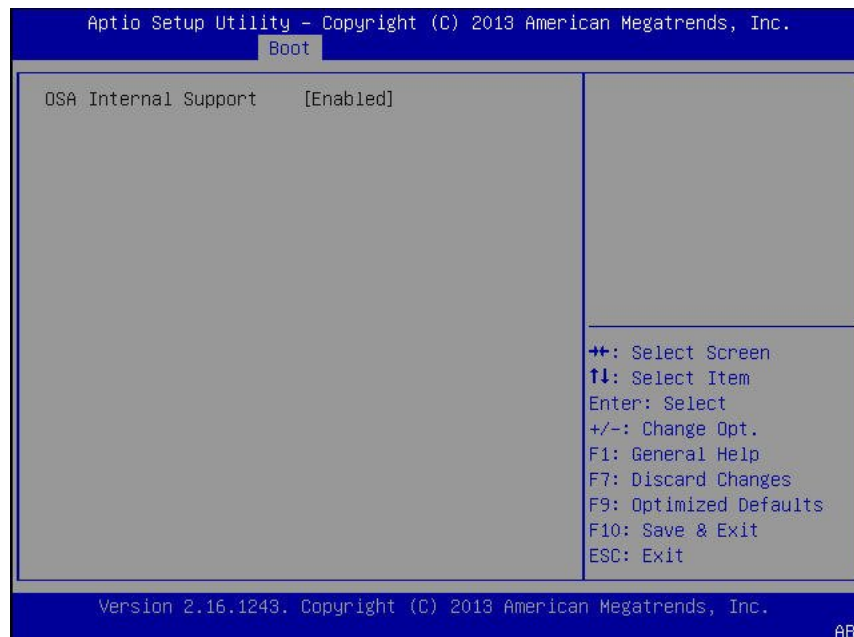 Aptio Setup Utility – Copyright (C) 2013 American Megatrends, Inc.
Boot
OSA Internal Support [Enabled]
→←: Select Screen
↑↓: Select Item
Enter: Select
+/-: Change Opt.
F1: General Help
F7: Discard Changes
F9: Optimized Defaults
F10: Save & Exit
ESC: Exit
Version 2.16.1243. Copyright (C) 2013 American Megatrends, Inc.